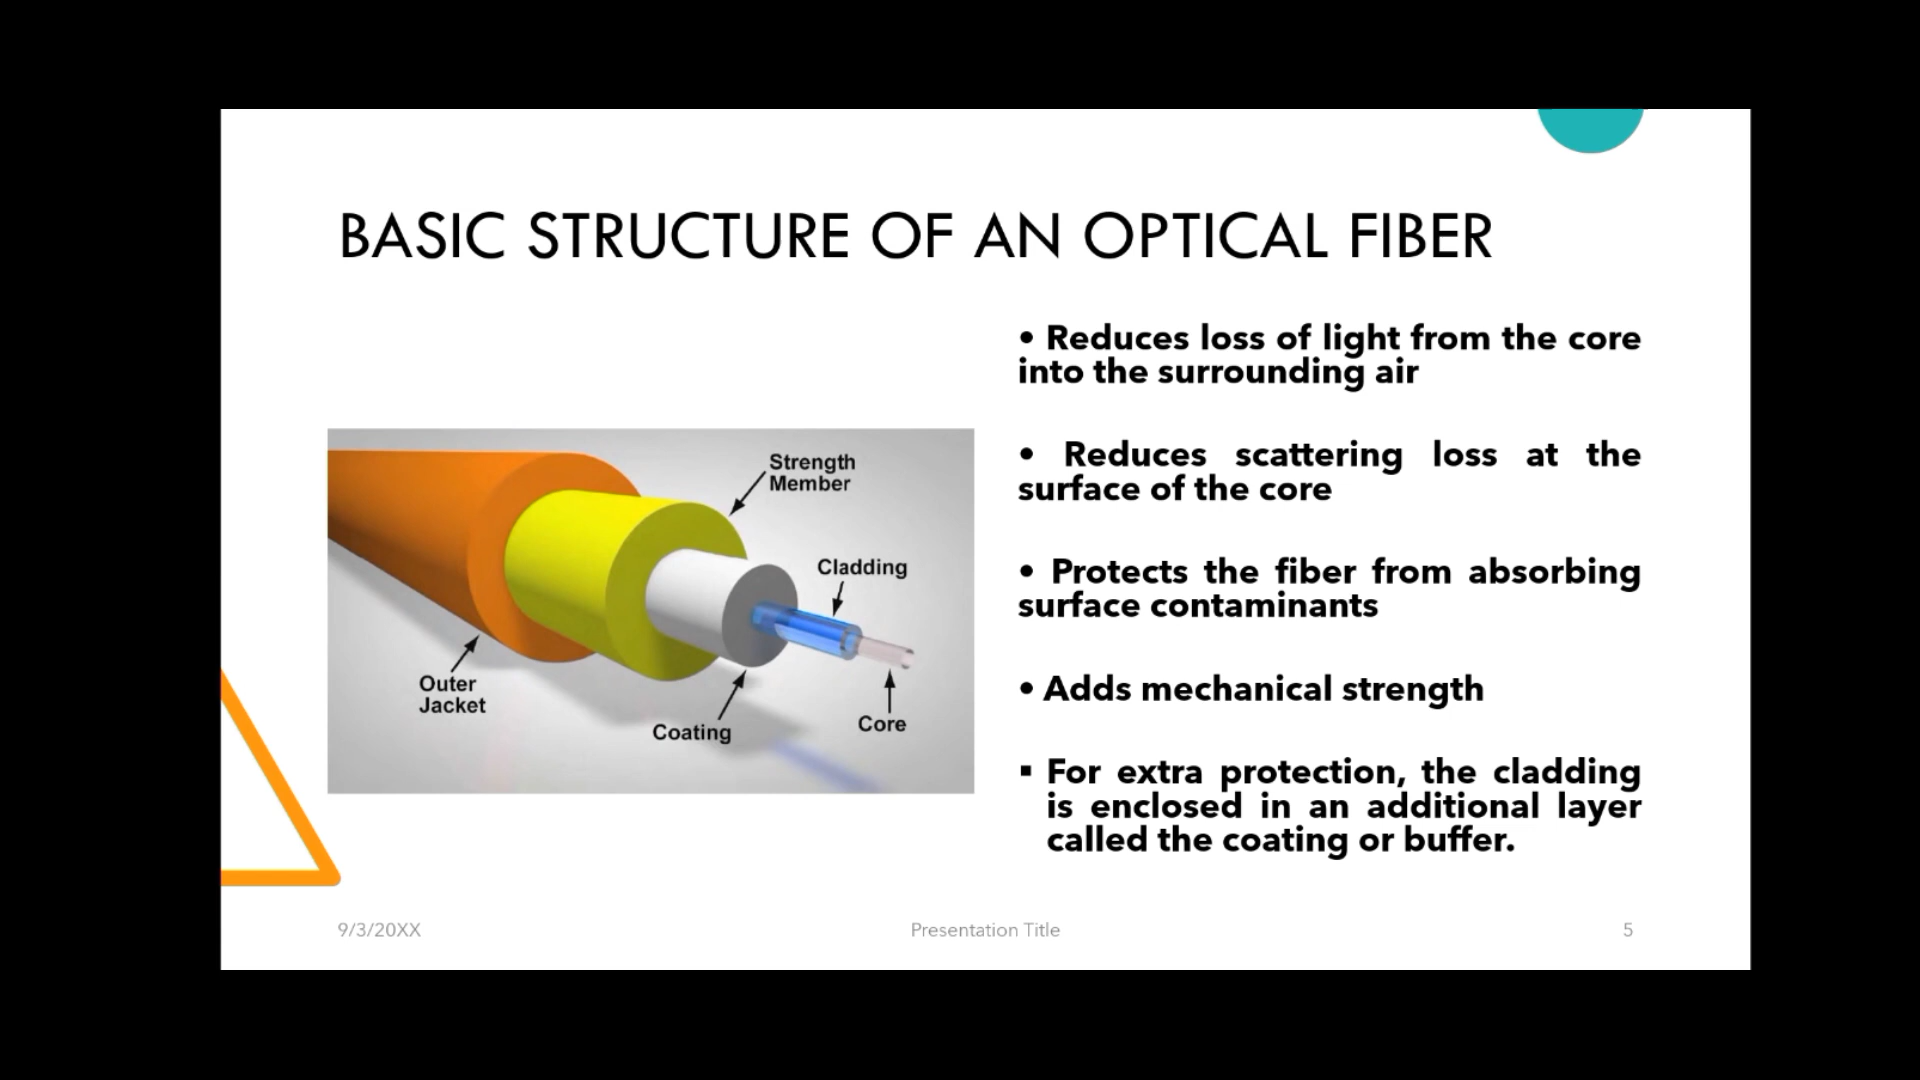 BASIC STRUCTURE OF AN OPTICAL FIBER
Strength
Member
Cladding
Outer
Jacket
Coating
Core
• Reduces loss of light from the core
into the surrounding air
• Reduces scattering loss at the
surface of the core
• Protects the fiber from absorbing
surface contaminants
• Adds mechanical strength
▪ For extra protection, the cladding
is enclosed in an additional layer
called the coating or buffer.
9/3/20XX
Presentation Title
5